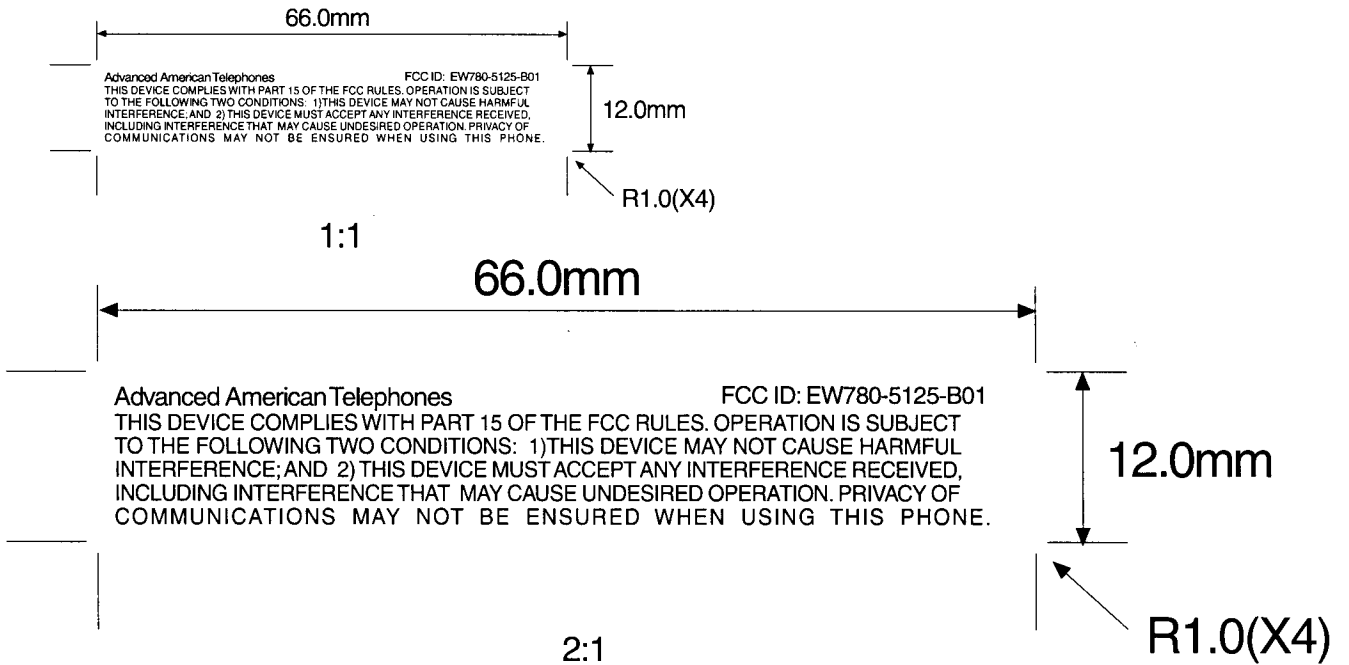 66.0mm
Advanced American Telephones FCC ID: EW780-5125-B01
THIS DEVICE COMPLIES WITH PART 15 OF THE FCC RULES. OPERATION IS SUBJECT
TO THE FOLLOWING TWO CONDITIONS: 1)THIS DEVICE MAY NOT CAUSE HARMFUL
INTERFERENCE; AND 2) THIS DEVICE MUST ACCEPT ANY INTERFERENCE RECEIVED,
INCLUDING INTERFERENCE THAT MAY CAUSE UNDESIRED OPERATION. PRIVACY OF
COMMUNICATIONS MAY NOT BE ENSURED WHEN USING THIS PHONE.
12.0mm
R1.0(X4)
1:1
66.0mm
Advanced American Telephones FCC ID: EW780-5125-B01
THIS DEVICE COMPLIES WITH PART 15 OF THE FCC RULES. OPERATION IS SUBJECT
TO THE FOLLOWING TWO CONDITIONS: 1)THIS DEVICE MAY NOT CAUSE HARMFUL
INTERFERENCE; AND 2) THIS DEVICE MUST ACCEPT ANY INTERFERENCE RECEIVED,
INCLUDING INTERFERENCE THAT MAY CAUSE UNDESIRED OPERATION. PRIVACY OF
COMMUNICATIONS MAY NOT BE ENSURED WHEN USING THIS PHONE.
12.0mm
R1.0(X4)
2:1